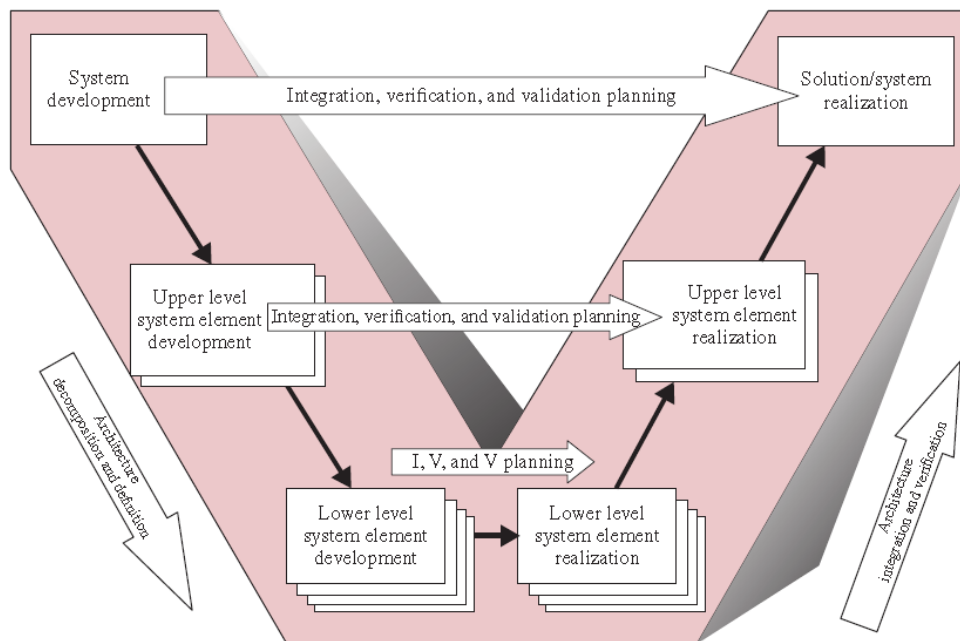 System
development
Integration, verification, and validation planning
Solution/system
realization
Upper level
system element
development
Integration, verification, and validation planning
Upper level
system element
realization
Architecture
decomposition and definition
I, V, and V planning
Architecture
integration and verification
Lower level
system element
development
Lower level
system element
realization